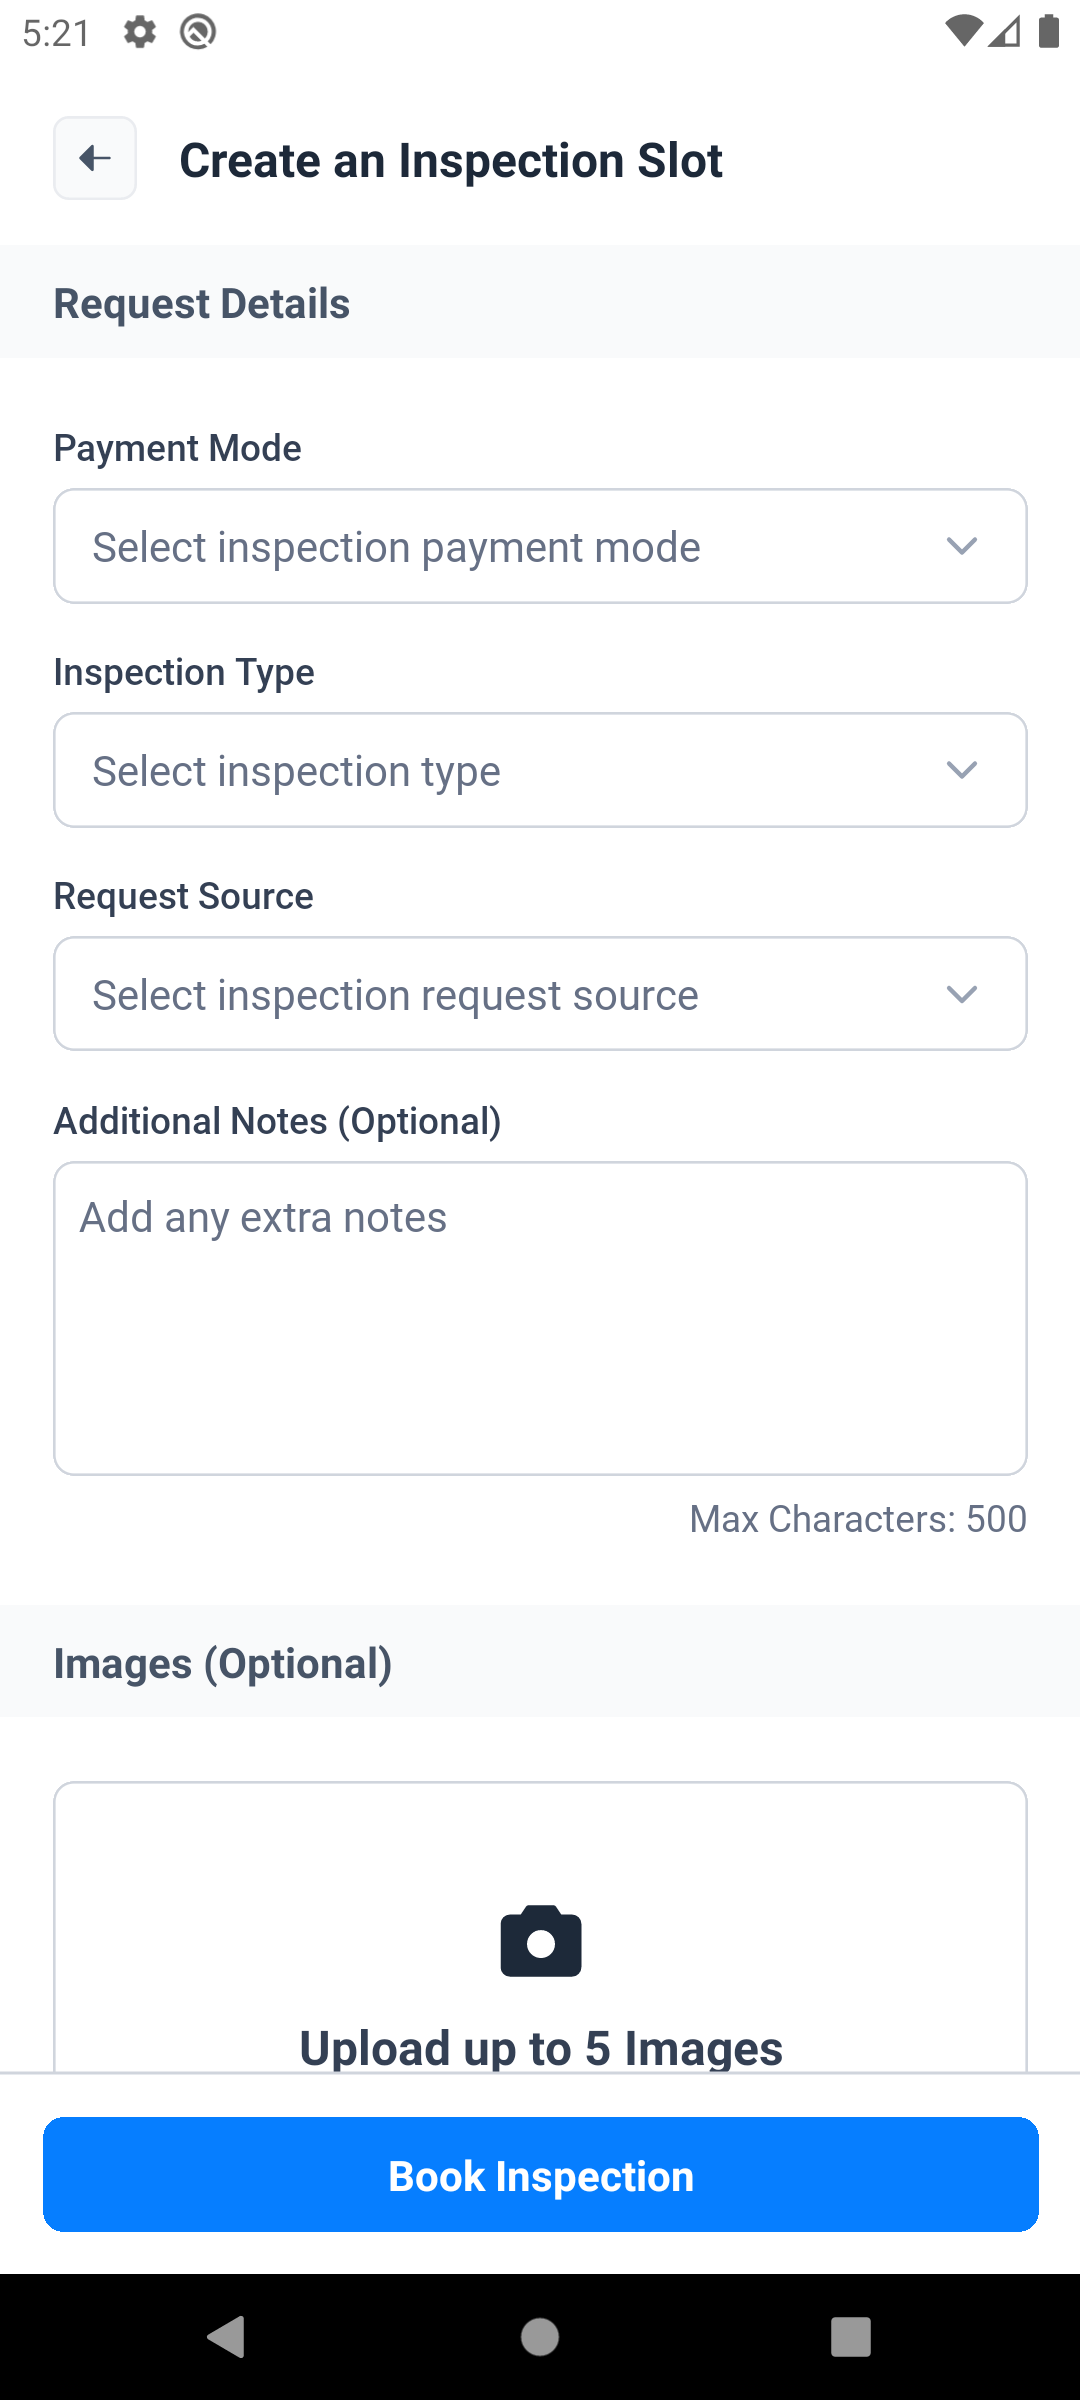 5:21
Create an Inspection Slot
Request Details
Payment Mode
Select inspection payment mode
Inspection Type
Select inspection type
Request Source
Select inspection request source
Additional Notes (Optional)
Add any extra notes
Max Characters: 500
Images (Optional)
Upload up to 5 Images
Book Inspection